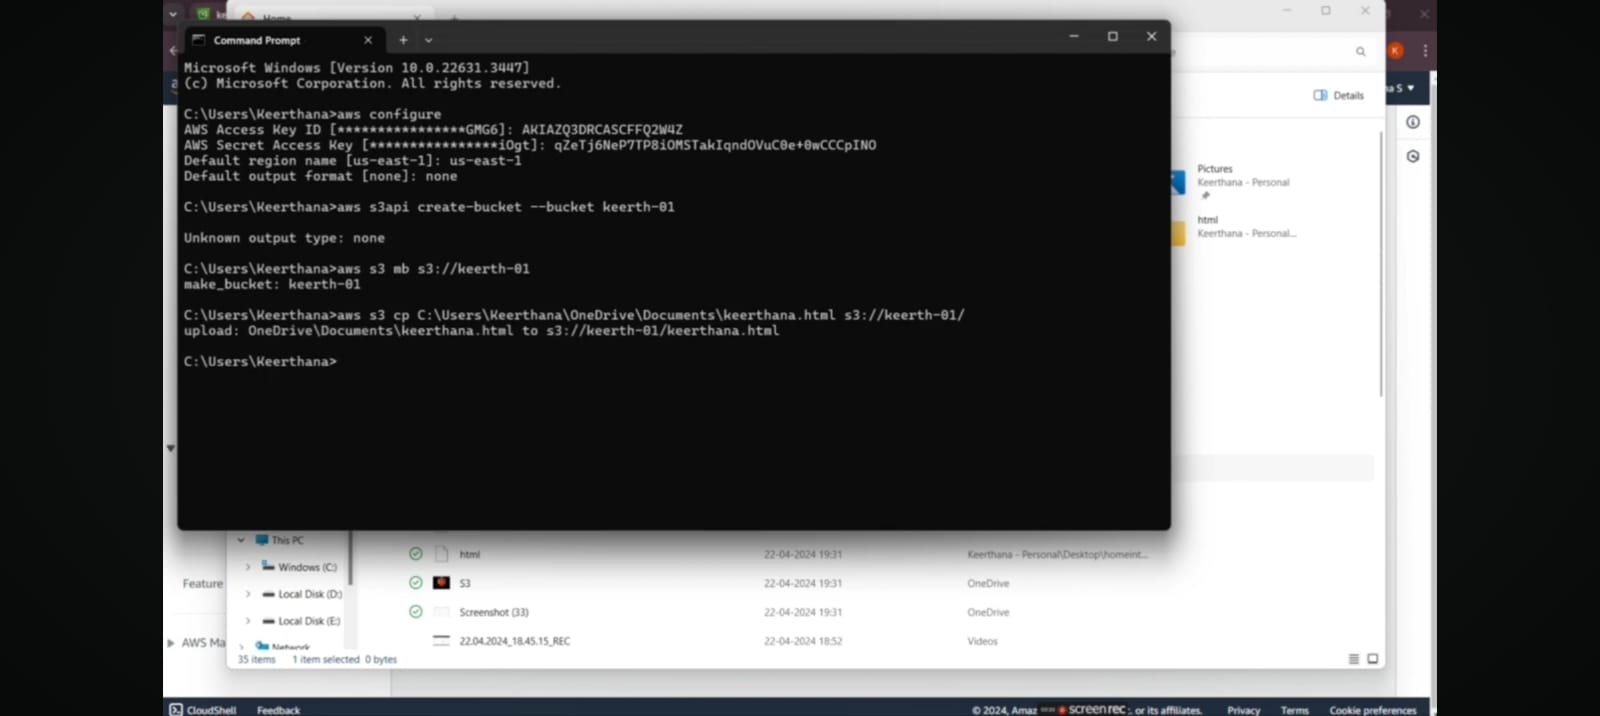 Home
Command Prompt
Microsoft Windows [Version 10.0.22631.3447]
(c) Microsoft Corporation. All rights reserved.
C:\Users\Keerthana>aws configure
AWS Access Key ID [****************GMG6]: AKIAZQ3DRCASCFFQ2W4Z
AWS Secret Access Key [****************iOgt]: 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
Default region name [us-east-1]: us-east-1
Default output format [none]: none
C:\Users\Keerthana>aws s3api create-bucket --bucket keerth-01
Unknown output type: none
C:\Users\Keerthana>aws s3 mb s3://keerth-01
make_bucket: keerth-01
C:\Users\Keerthana>aws s3 cp C:\Users\Keerthana\OneDrive\Documents\keerthana.html s3://keerth-01/
upload: OneDrive\Documents\keerthana.html to s3://keerth-01/keerthana.html
C:\Users\Keerthana>
K
Details
Pictures
Keerthana - Personal
html
Keerthana - Personal...
This PC
Windows (C:)
Local Disk (D:)
Local Disk (E:)
Network
html 22-04-2024 19:31 Keerthana - Personal\Desktop\homeint...
S3 22-04-2024 19:31 OneDrive
Screenshot (33) 22-04-2024 19:31 OneDrive
22.04.2024_18.45.15_REC 22-04-2024 18:52 Videos
35 items 1 item selected 0 bytes
Feature
AWS Ma
CloudShell Feedback
© 2024, Amaz screenrec or its affiliates. Privacy Terms Cookie preferences